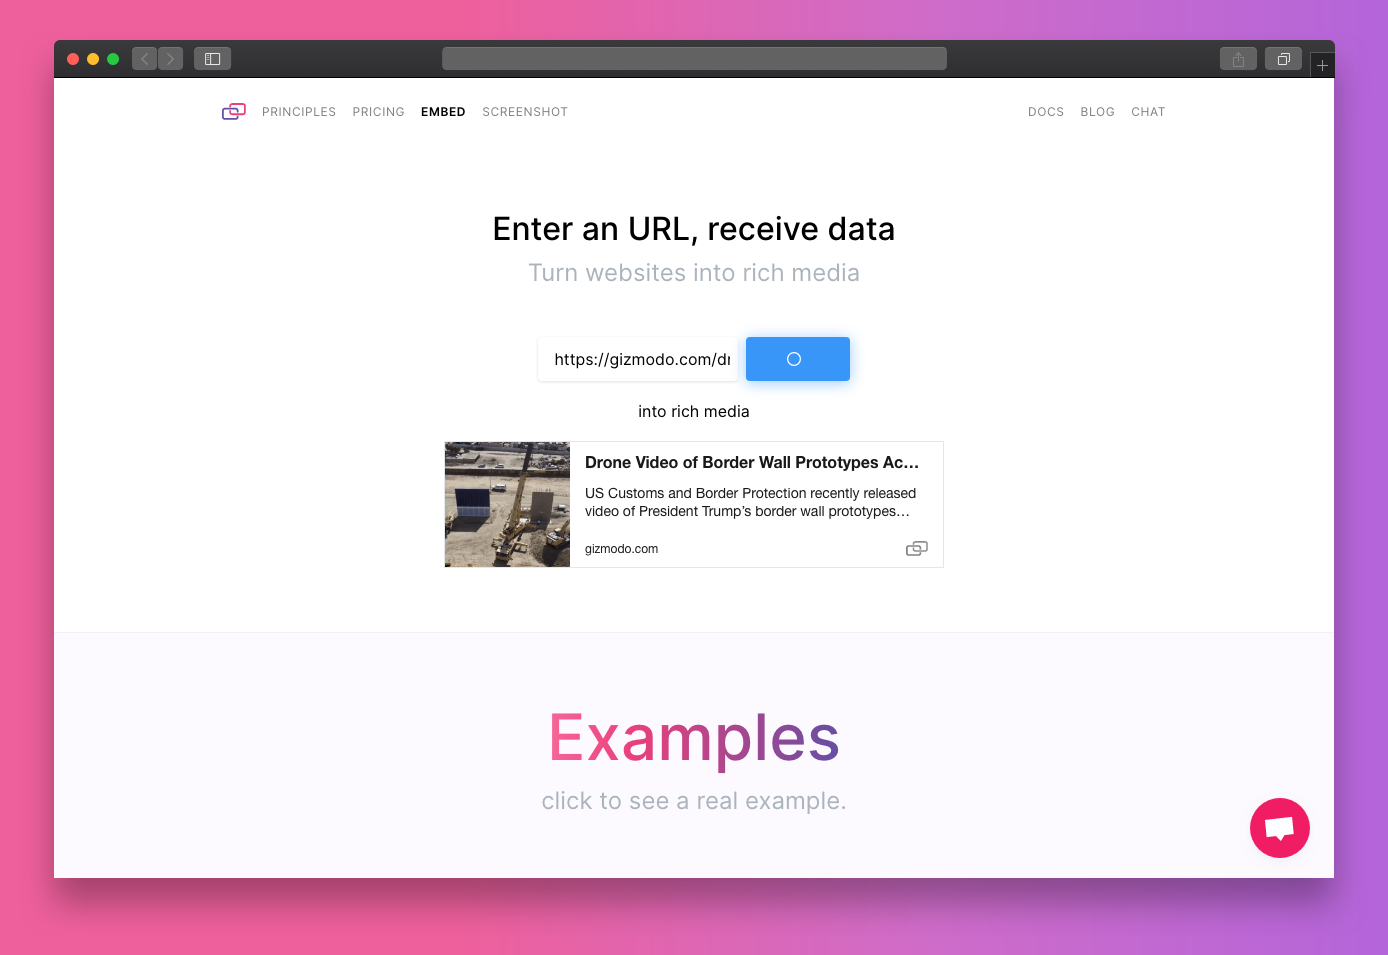 PRINCIPLES PRICING EMBED SCREENSHOT DOCS BLOG CHAT
Enter an URL, receive data
Turn websites into rich media
https://gizmodo.com/dr
into rich media
Drone Video of Border Wall Prototypes Ac…
US Customs and Border Protection recently released
video of President Trump’s border wall prototypes…
gizmodo.com
Examples
click to see a real example.